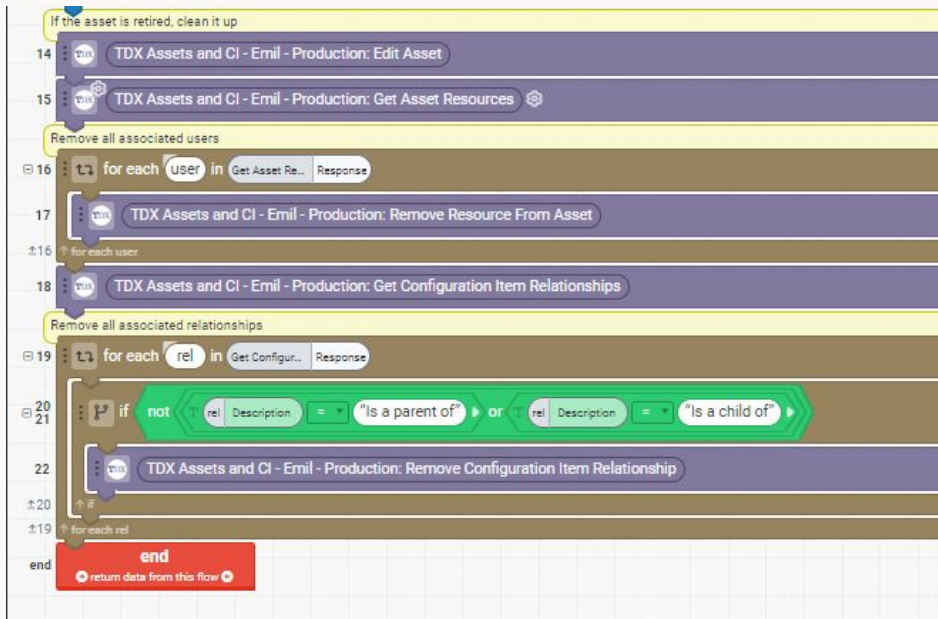 If the asset is retired, clean it up
14 TDX TDX Assets and CI - Emil - Production: Edit Asset
15 TDX TDX Assets and CI - Emil - Production: Get Asset Resources
Remove all associated users
16 for each user in Get Asset Re... Response
17 TDX TDX Assets and CI - Emil - Production: Remove Resource From Asset
16 for each user
18 TDX TDX Assets and CI - Emil - Production: Get Configuration Item Relationships
Remove all associated relationships
19 for each rel in Get Configur... Response
20 if not T rel Description = "Is a parent of" or T rel Description = "Is a child of"
21
22 TDX TDX Assets and CI - Emil - Production: Remove Configuration Item Relationship
20 if
19 for each rel
end end
return data from this flow